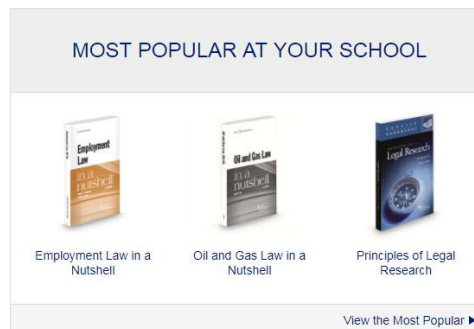 MOST POPULAR AT YOUR SCHOOL
Employment
Law
in a
nutshell
Oil and Gas Law
in a
nutshell
Legal Research
Employment Law in a
Nutshell
Oil and Gas Law in a
Nutshell
Principles of Legal
Research
View the Most Popular